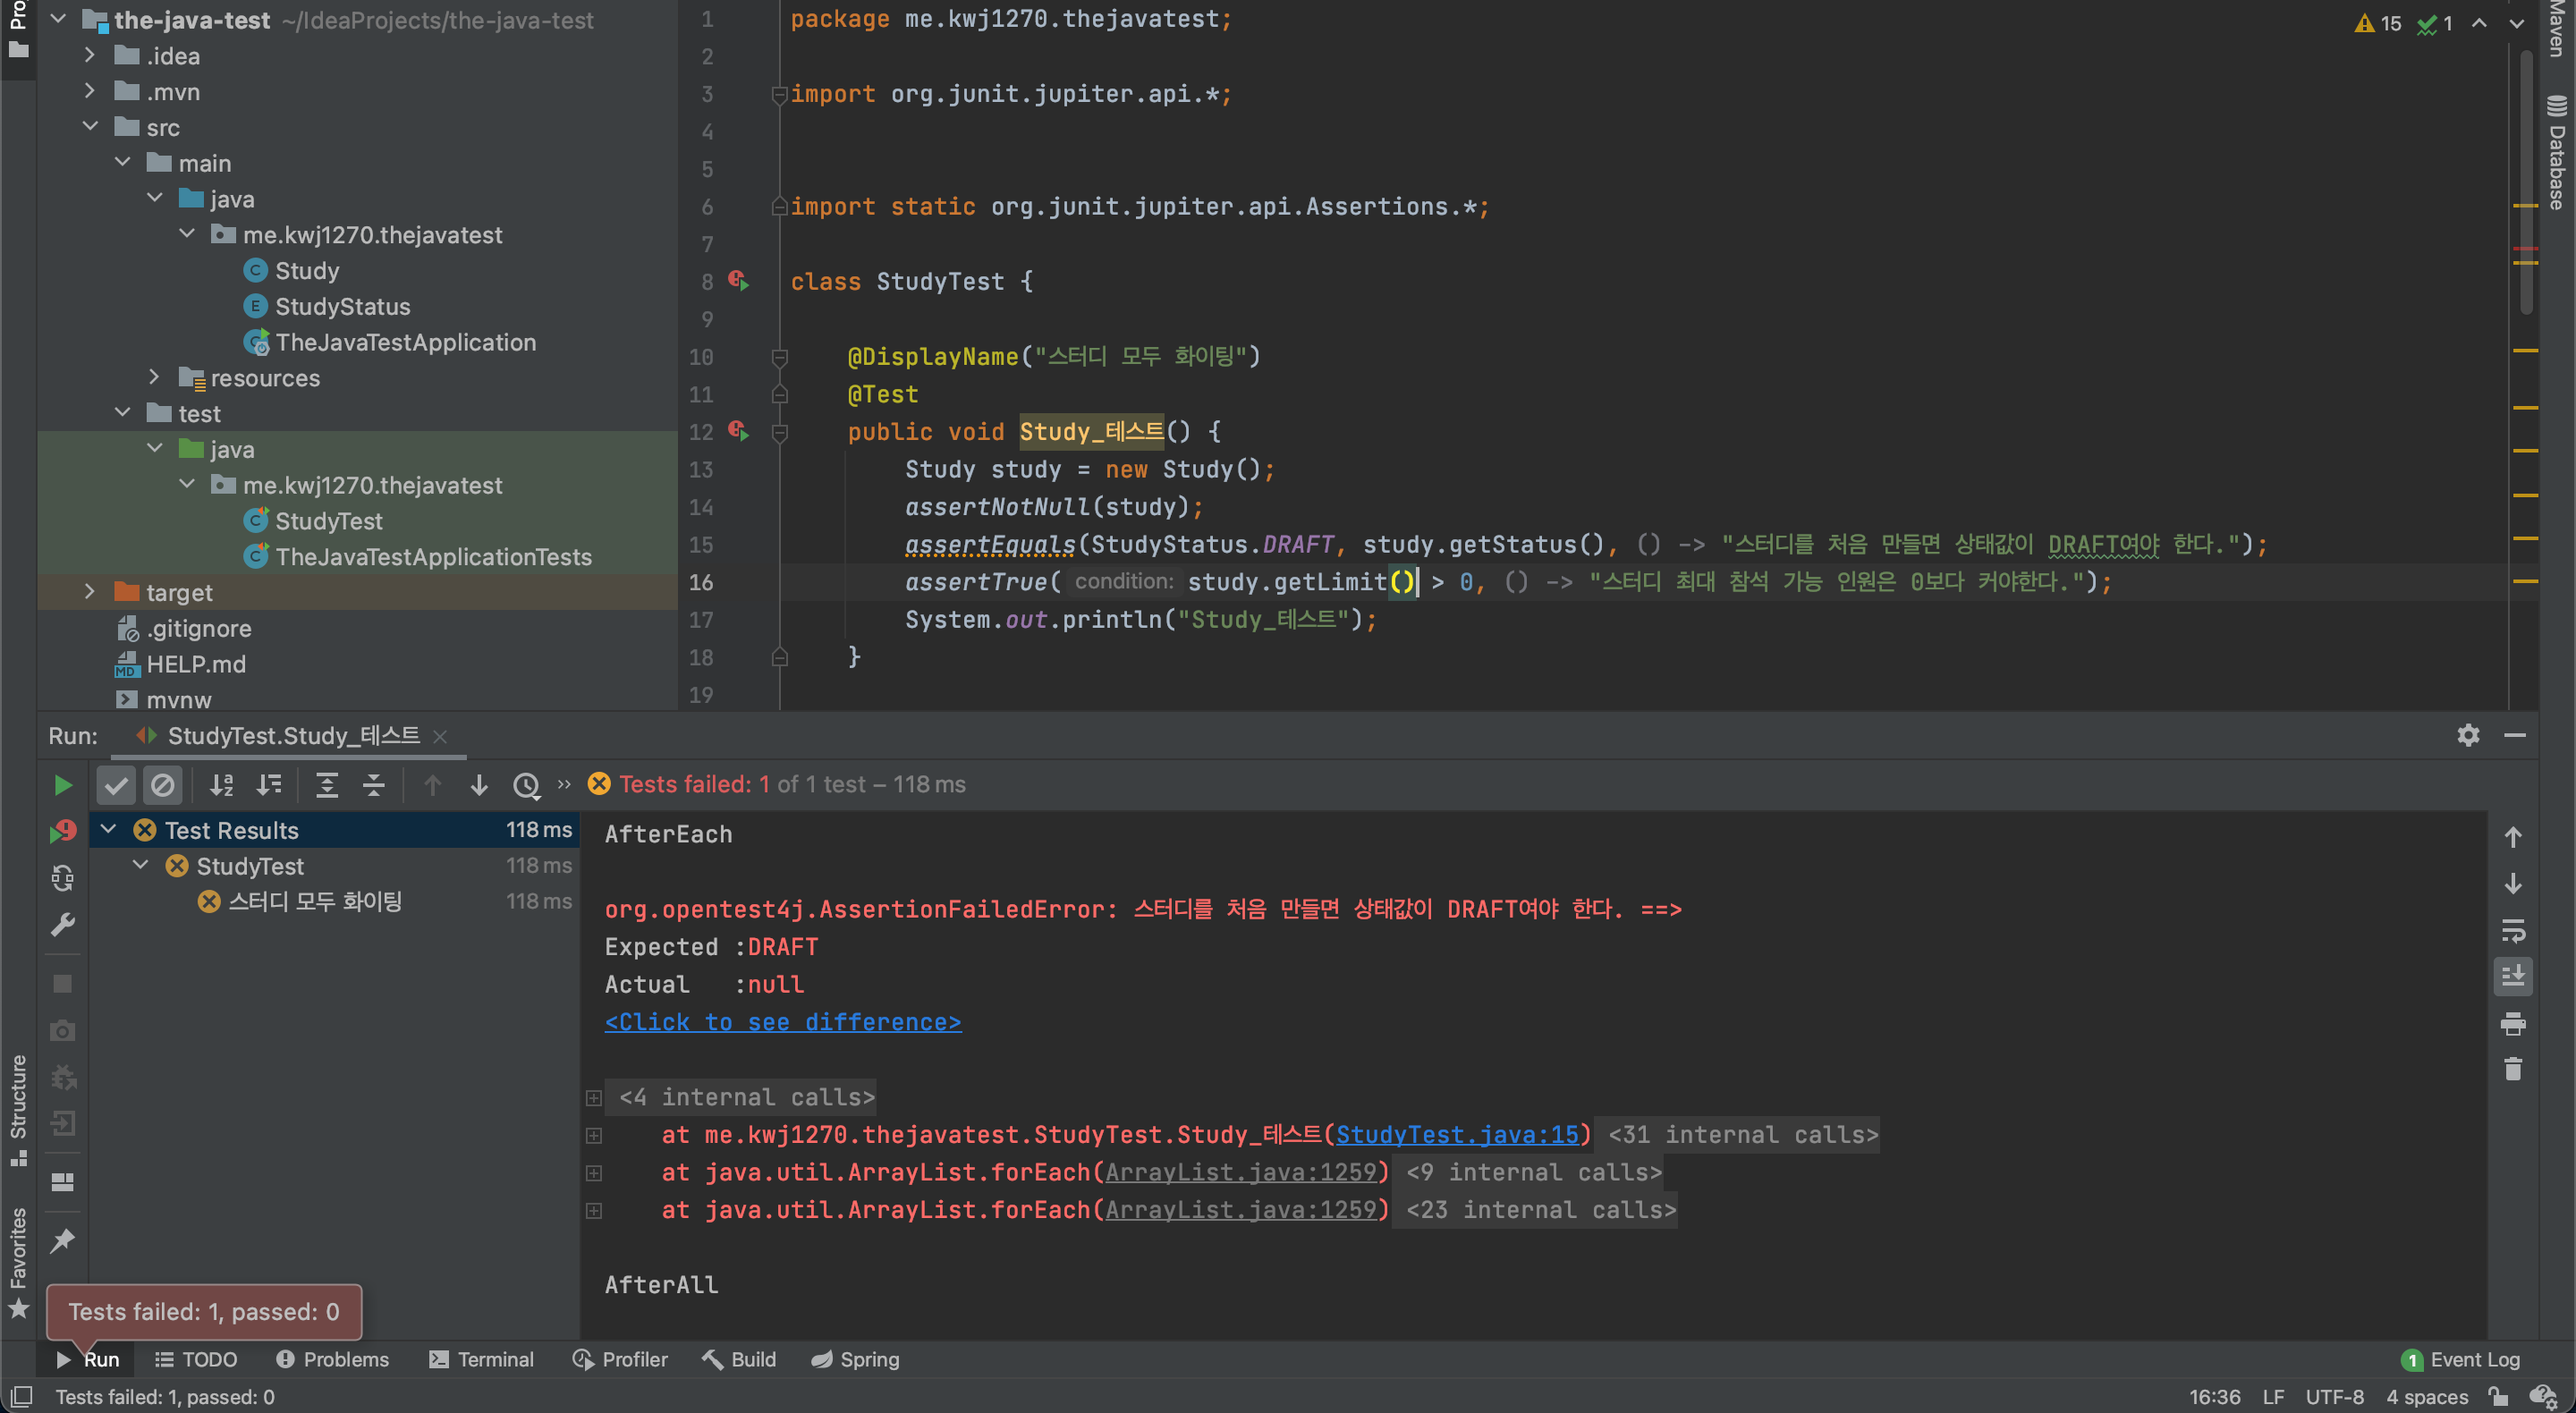 Pro
the-java-test ~/IdeaProjects/the-java-test
.idea
.mvn
src
main
java
me.kwj1270.thejavatest
Study
StudyStatus
TheJavaTestApplication
resources
test
java
me.kwj1270.thejavatest
StudyTest
TheJavaTestApplicationTests
target
.gitignore
HELP.md
mvnw
Structure
Favorites
1 package me.kwj1270.thejavatest;
2
3 import org.junit.jupiter.api.*;
4
5
6 import static org.junit.jupiter.api.Assertions.*;
7
8 class StudyTest {
9
10 @DisplayName("스터디 모두 화이팅")
11 @Test
12 public void Study_테스트() {
13 Study study = new Study();
14 assertNotNull(study);
15 assertEquals(StudyStatus.DRAFT, study.getStatus(), () -> "스터디를 처음 만들면 상태값이 DRAFT여야 한다.");
16 assertTrue( condition: study.getLimit() > 0, () -> "스터디 최대 참석 가능 인원은 0보다 커야한다.");
17 System.out.println("Study_테스트");
18 }
19
15 1
Maven
Database
Run: StudyTest.Study_테스트
Tests failed: 1 of 1 test – 118 ms
Test Results 118 ms
StudyTest 118 ms
스터디 모두 화이팅 118 ms
AfterEach
org.opentest4j.AssertionFailedError: 스터디를 처음 만들면 상태값이 DRAFT여야 한다. ==>
Expected :DRAFT
Actual :null
<Click to see difference>
<4 internal calls>
at me.kwj1270.thejavatest.StudyTest.Study_테스트(StudyTest.java:15) <31 internal calls>
at java.util.ArrayList.forEach(ArrayList.java:1259) <9 internal calls>
at java.util.ArrayList.forEach(ArrayList.java:1259) <23 internal calls>
AfterAll
Tests failed: 1, passed: 0
Run TODO Problems Terminal Profiler Build Spring 1 Event Log
Tests failed: 1, passed: 0 16:36 LF UTF-8 4 spaces